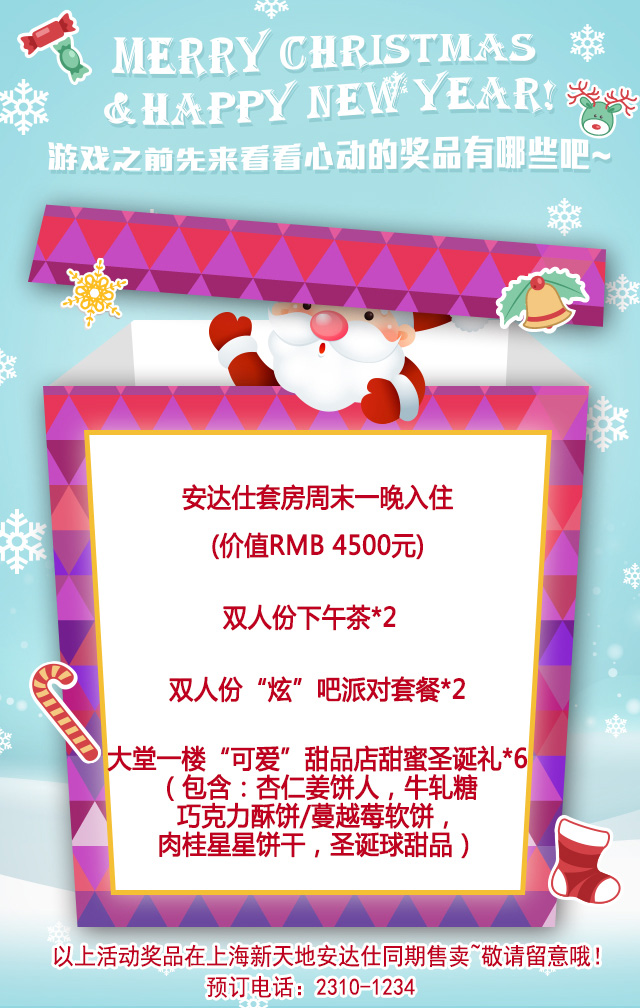 MERRY CHRISTMAS
& HAPPY NEW YEAR!
游戏之前先来看看心动的奖品有哪些吧~
安达仕套房周末一晚入住
(价值RMB 4500元)
双人份下午茶*2
双人份“炫”吧派对套餐*2
大堂一楼“可爱”甜品店甜蜜圣诞礼*6
（包含：杏仁姜饼人，牛轧糖
巧克力酥饼/蔓越莓软饼，
肉桂星星饼干，圣诞球甜品）
以上活动奖品在上海新天地安达仕同期售卖~敬请留意哦！
预订电话：2310-1234